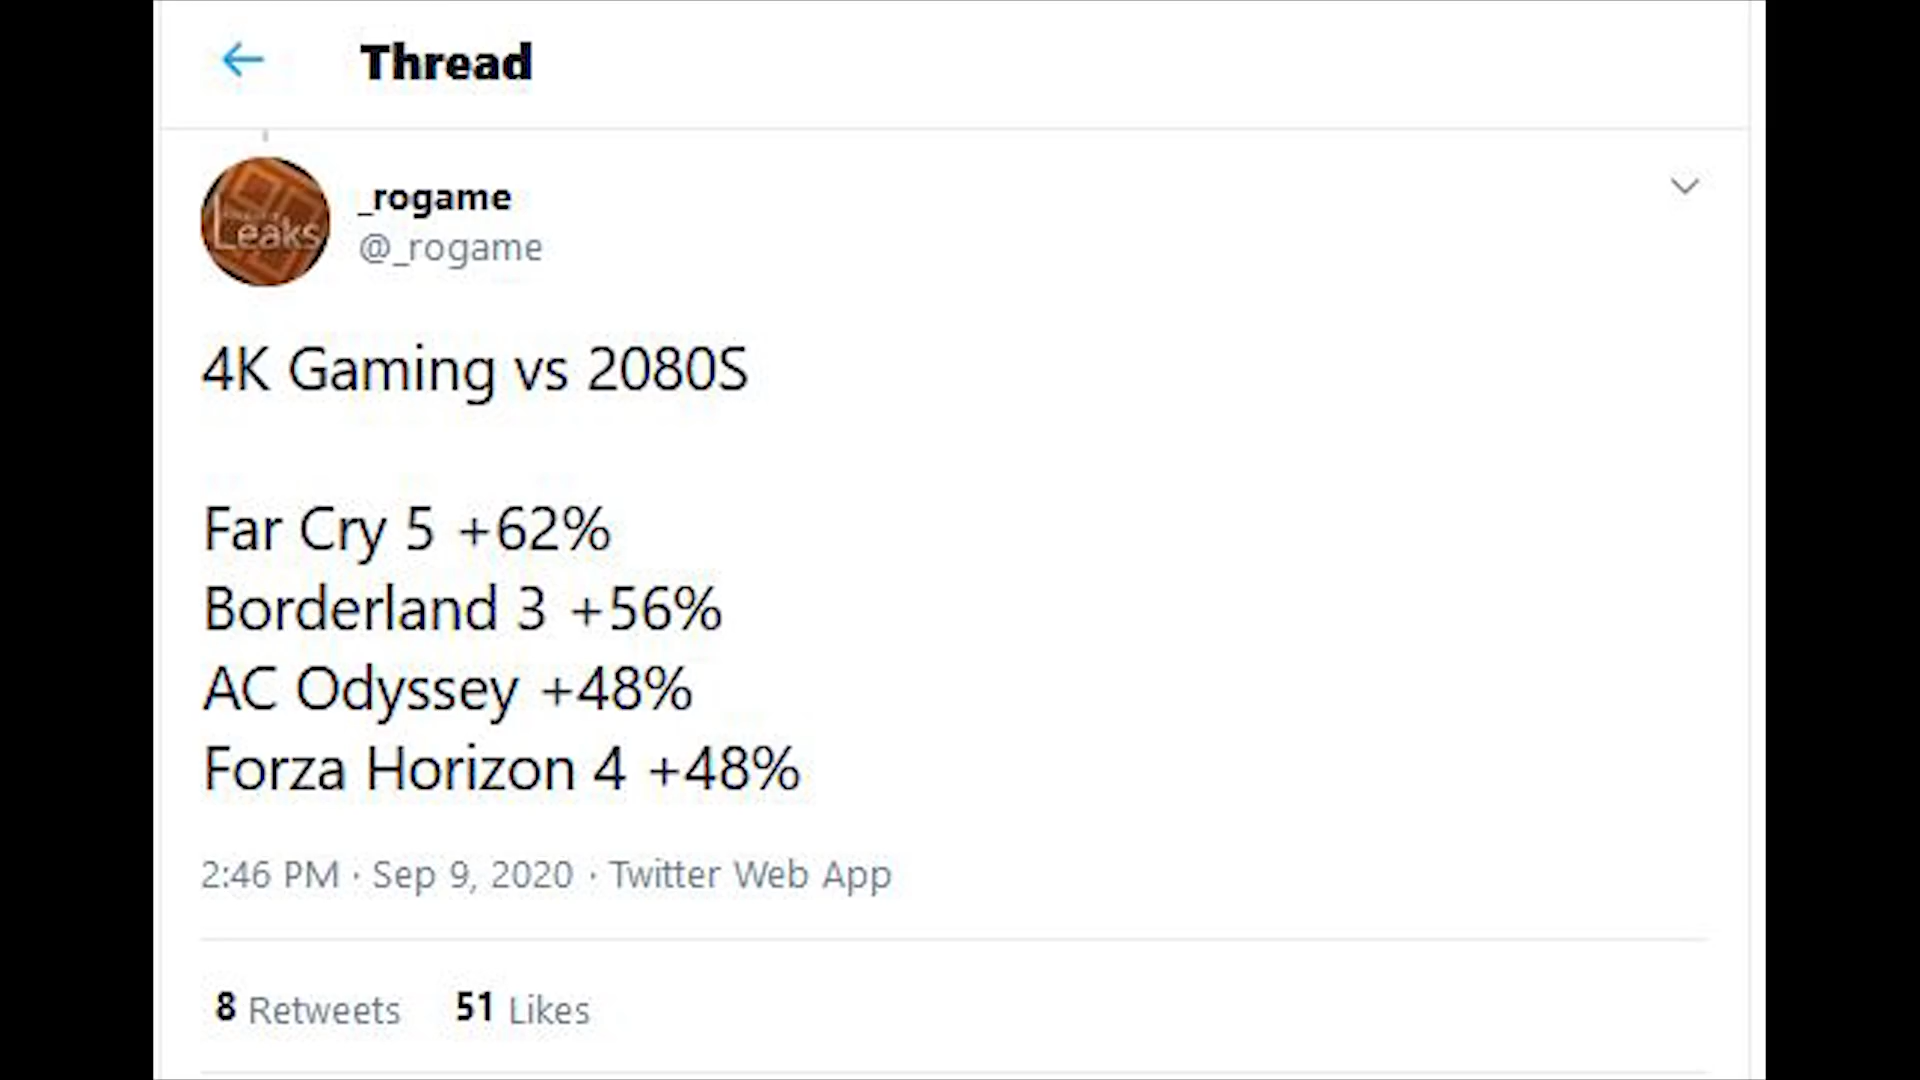 Thread
Leaks
_rogame
@_rogame
4K Gaming vs 2080S
Far Cry 5 +62%
Borderland 3 +56%
AC Odyssey +48%
Forza Horizon 4 +48%
2:46 PM · Sep 9, 2020 · Twitter Web App
8 Retweets 51 Likes